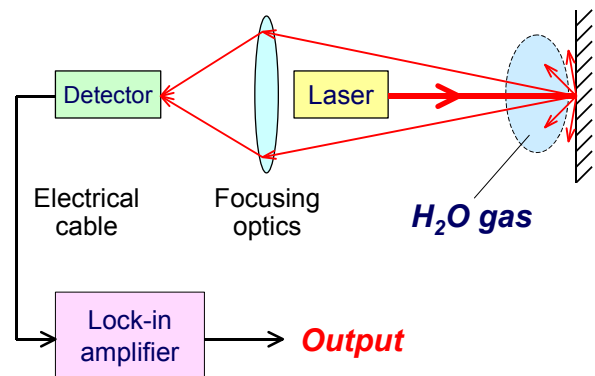 Detector
Laser
Electrical
cable
Focusing
optics
H₂O gas
Lock-in
amplifier
Output